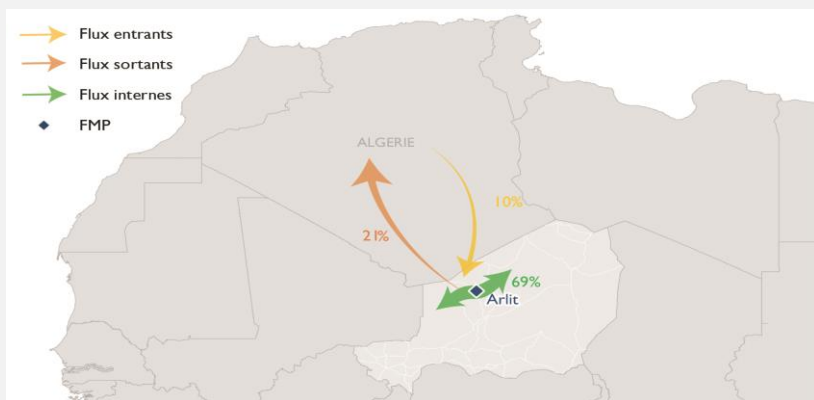 Flux entrants
Flux sortants
Flux internes
FMP
ALGERIE
10%
21%
69%
Arlit